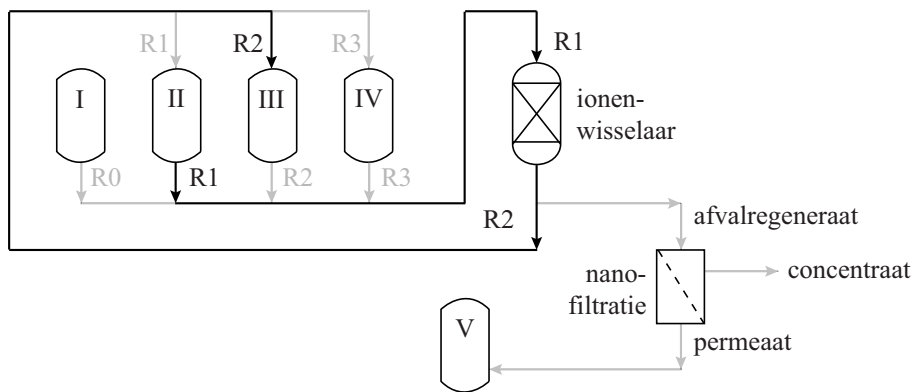 R1
R2
R3
R1
I
II
III
IV
ionen-
wisselaar
R0
R1
R2
R3
R2
afvalregeneraat
nano-
filtratie
concentraat
V
permeaat